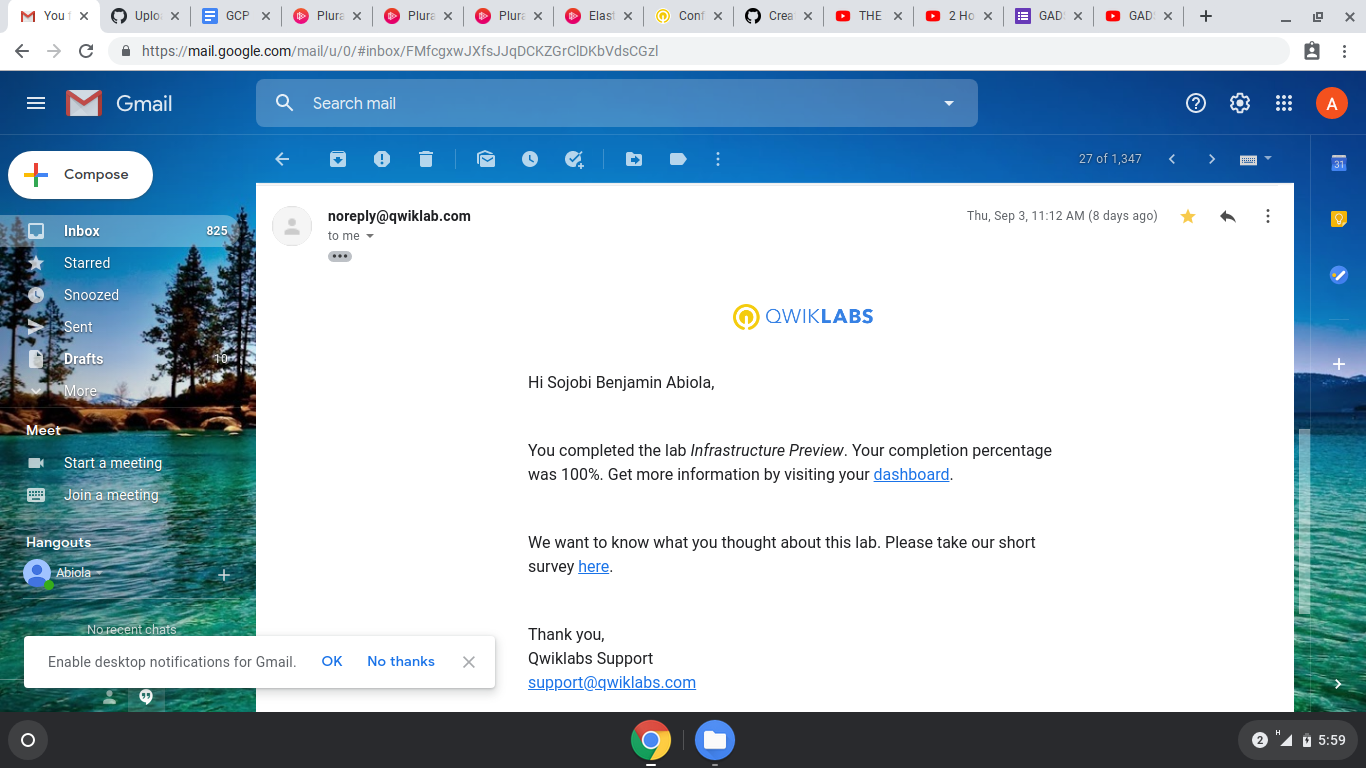 You f
Uploa
GCP
Plura
Plura
Plura
Elast
Conf
Creat
THE
2 Ho
GADS
GADS
https://mail.google.com/mail/u/0/#inbox/FMfcgxwJXfsJJqDCKZGrClDKbVdsCGzl
Gmail
Search mail
A
Compose
27 of 1,347
31
Inbox 825
Starred
Snoozed
Sent
Drafts 10
More
Meet
Start a meeting
Join a meeting
Hangouts
Abiola
No recent chats
noreply@qwiklab.com
Thu, Sep 3, 11:12 AM (8 days ago)
to me
QWIKLABS
Hi Sojobi Benjamin Abiola,
You completed the lab Infrastructure Preview. Your completion percentage
was 100%. Get more information by visiting your dashboard.
We want to know what you thought about this lab. Please take our short
survey here.
Thank you,
Qwiklabs Support
support@qwiklabs.com
Enable desktop notifications for Gmail. OK No thanks
2 H 5:59